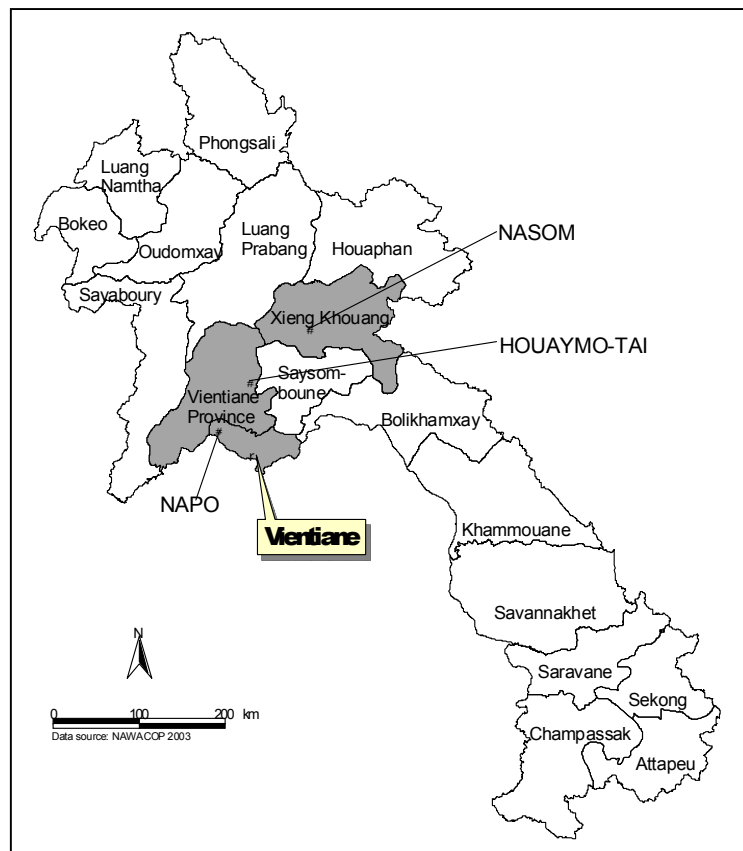 Phongsali
Luang
Namtha
Bokeo
Oudomxay
Luang
Prabang
Houaphan
NASOM
Sayaboury
Xieng Khouang
#
HOUAYMO-TAI
#
Saysom-
boune
Vientiane
Province
#
Bolikhamxay
NAPO
Vientiane
Khammouane
Savannakhet
N
Saravane
Sekong
0 100 200 km
Data source: NAWACOP 2003
Champassak
Attapeu